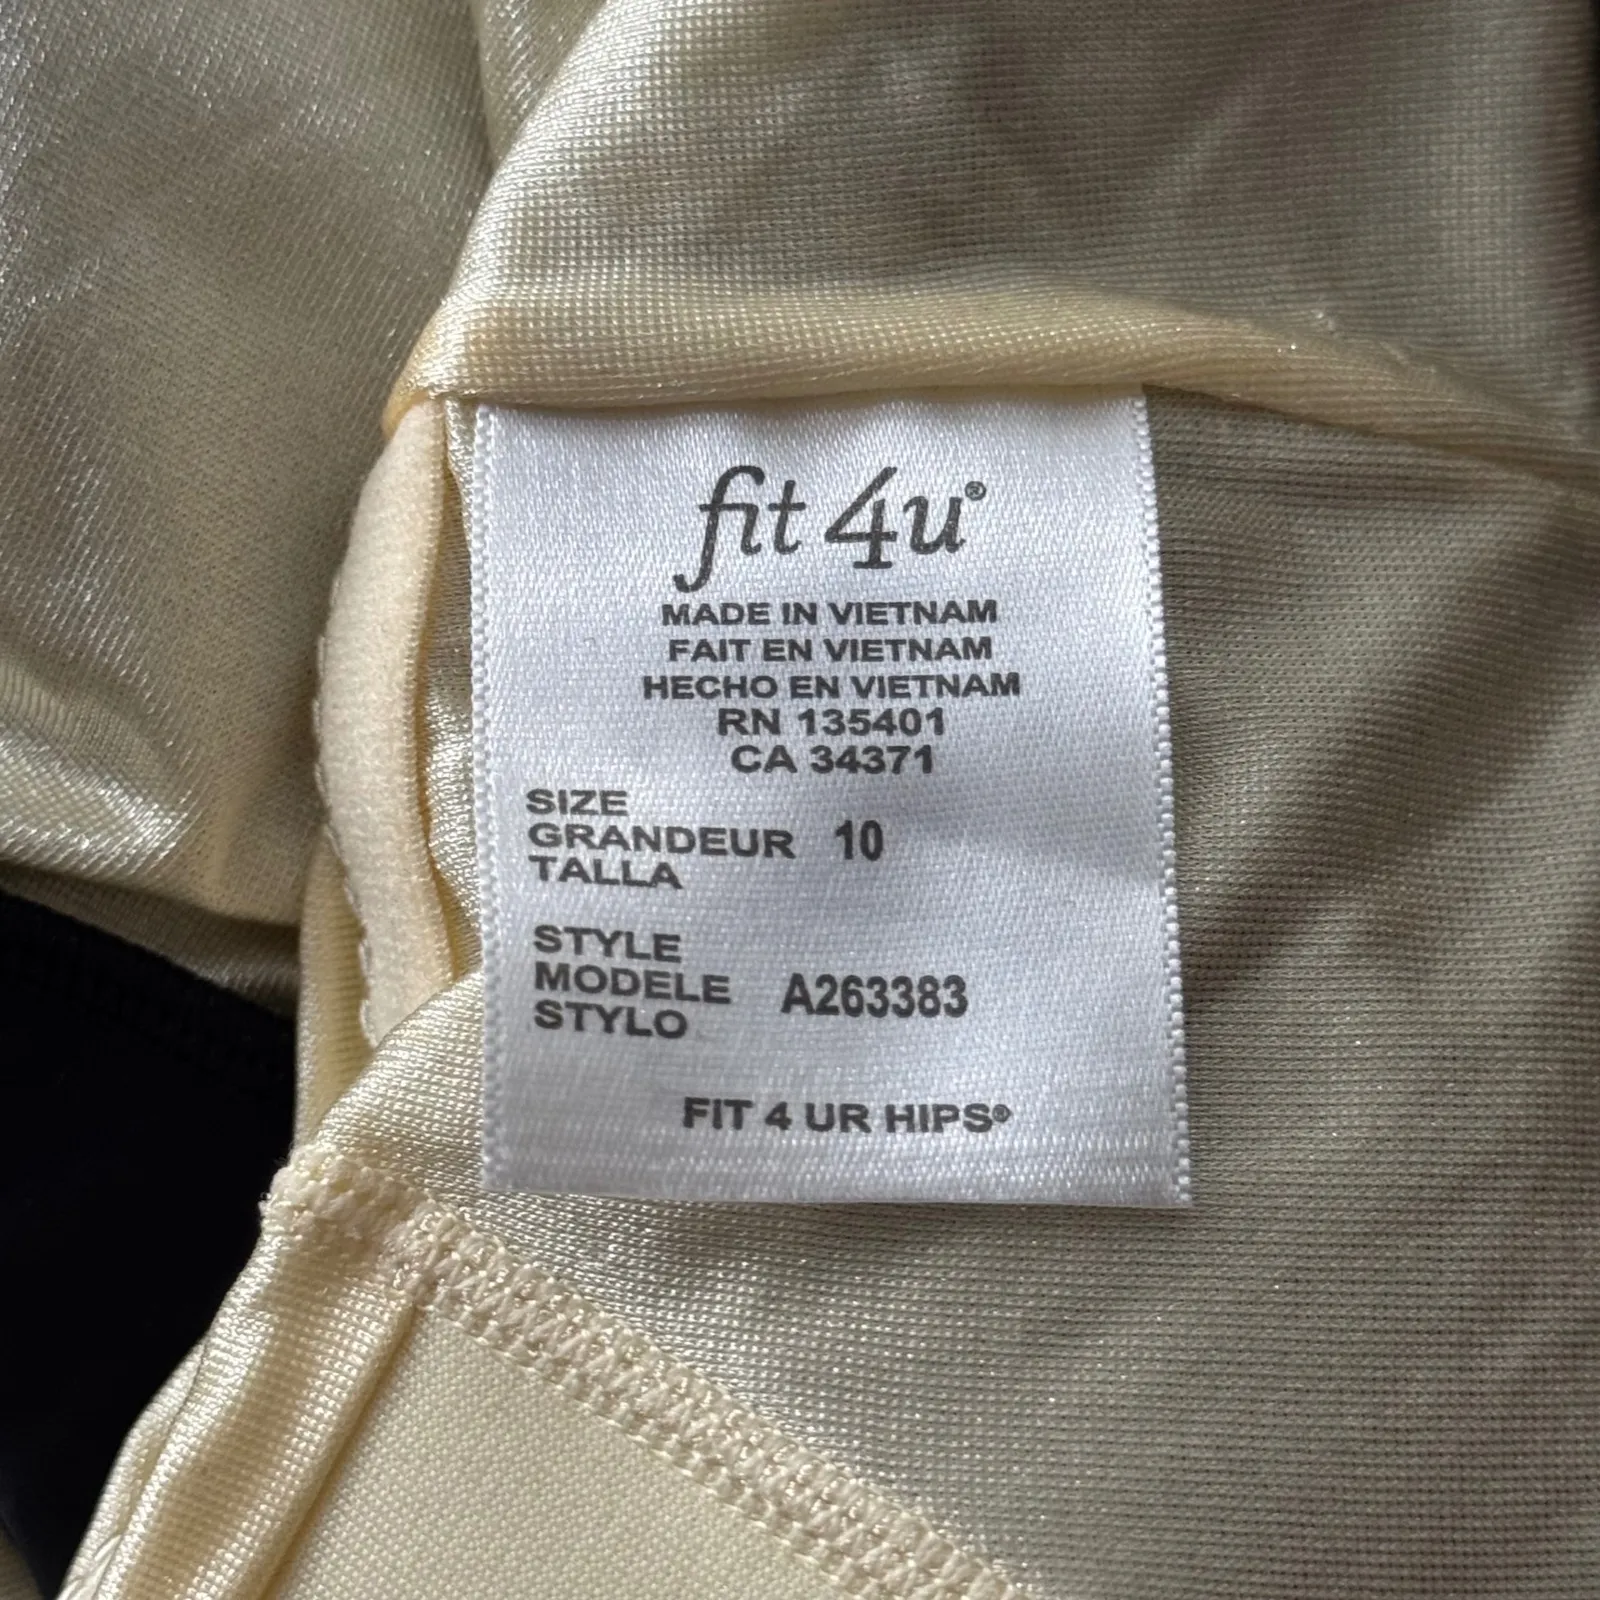 fit 4u®
MADE IN VIETNAM
FAIT EN VIETNAM
HECHO EN VIETNAM
RN 135401
CA 34371
SIZE
GRANDEUR 10
TALLA
STYLE
MODELE A263383
STYLO
FIT 4 UR HIPS®